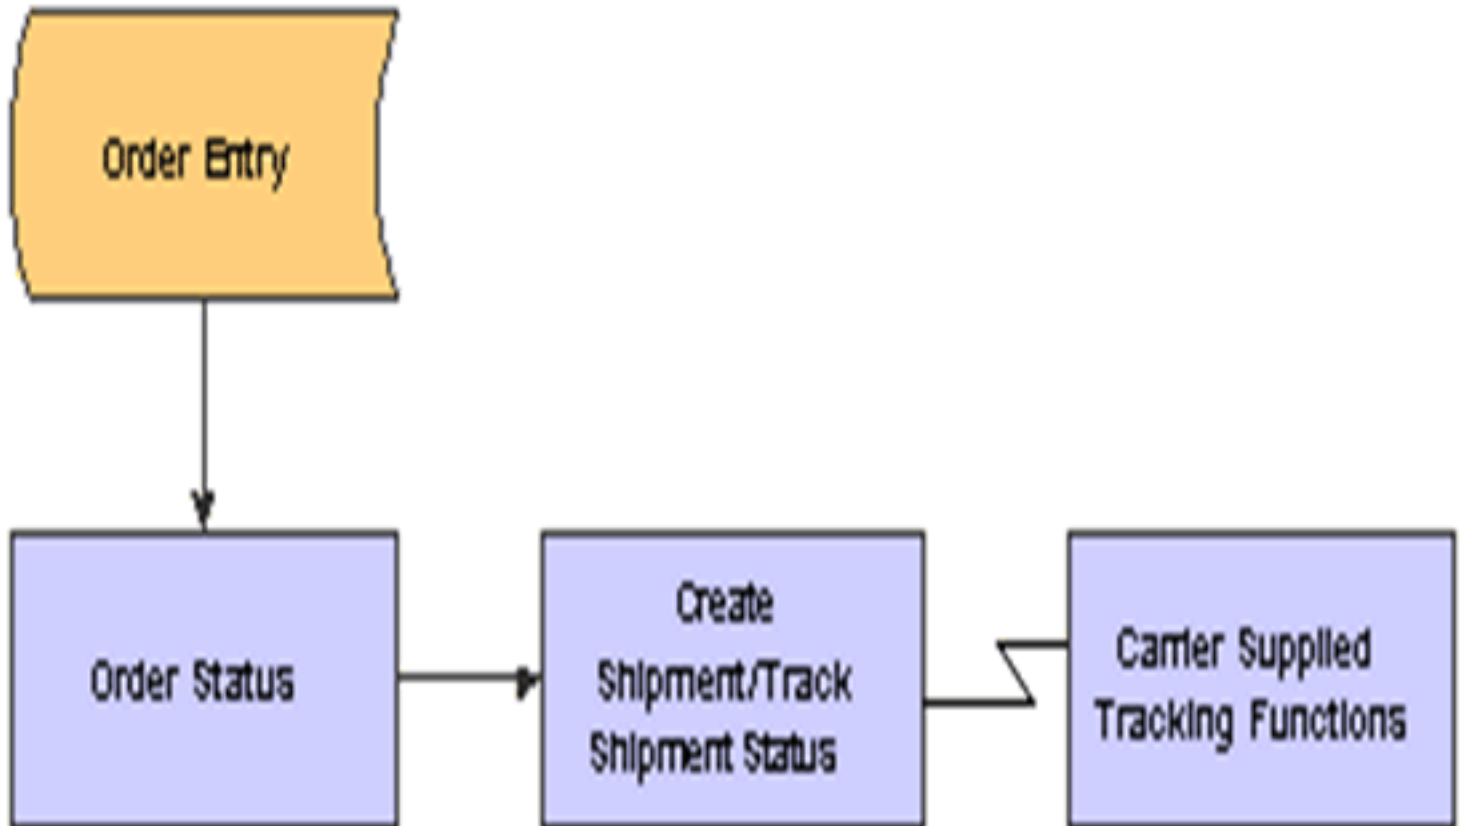 Order Entry
Order Status
Create
Shipment/Track
Shipment Status
Carrier Supplied
Tracking Functions